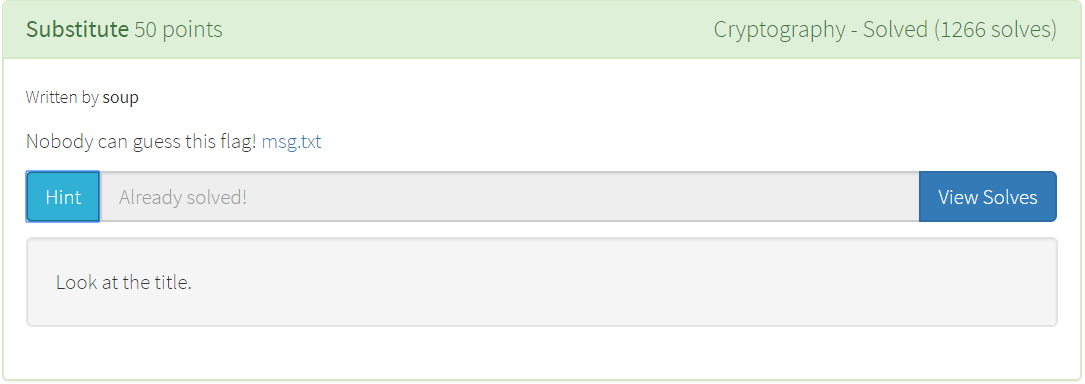 Substitute 50 points Cryptography - Solved (1266 solves)
Written by soup
Nobody can guess this flag! msg.txt
Hint Already solved! View Solves
Look at the title.